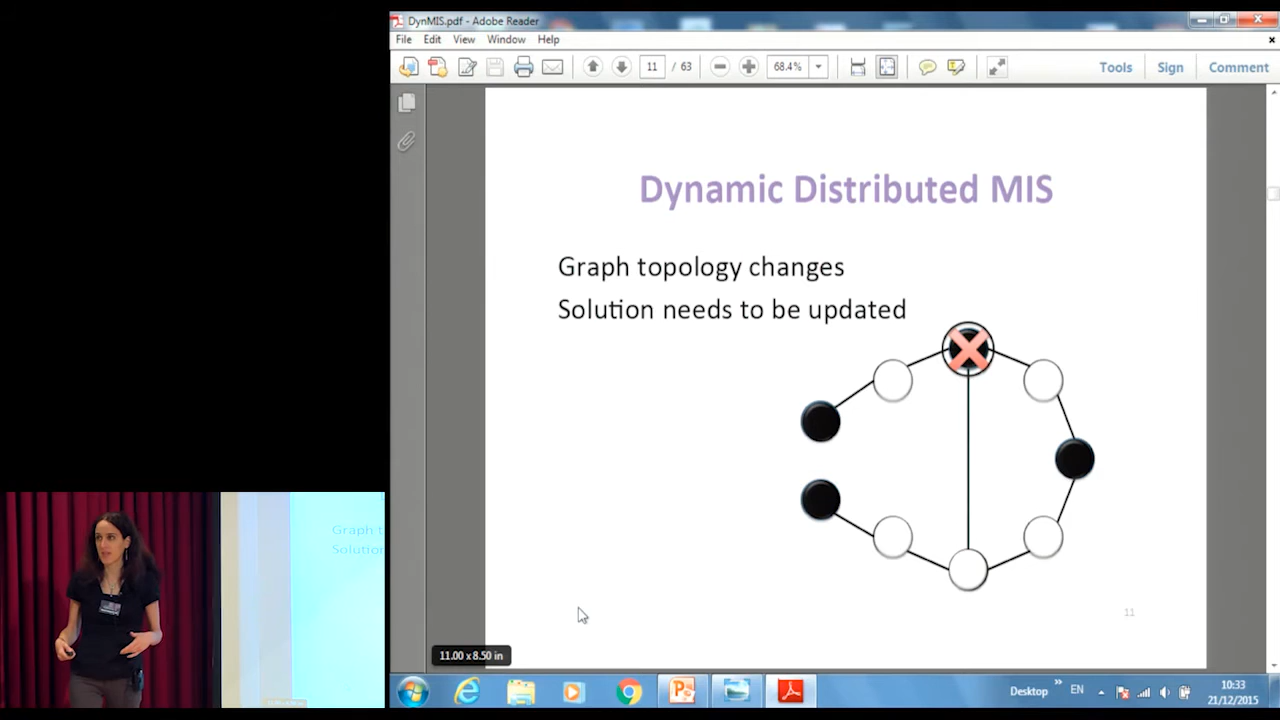 DynMIS.pdf - Adobe Reader
File Edit View Window Help
11 / 63 68.4% Tools Sign Comment
Dynamic Distributed MIS
Graph topology changes
Solution needs to be updated
Graph t
Solution
11
11.00 x 8.50 in
Desktop EN 10:33
21/12/2015